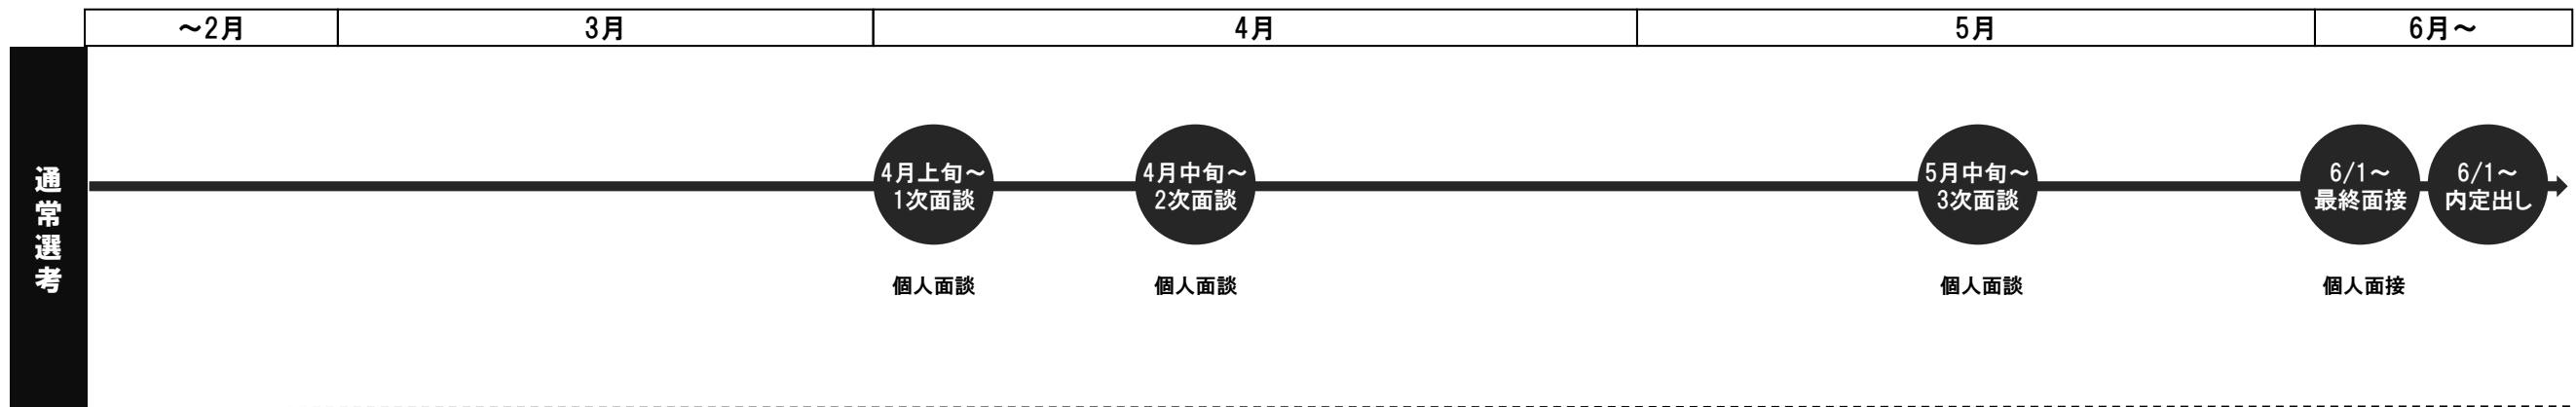 ～2月
3月
4月
5月
6月～
通常選考
4月上旬～
1次面談
4月中旬～
2次面談
5月中旬～
3次面談
6/1～
最終面接
6/1～
内定出し
個人面談
個人面談
個人面談
個人面接